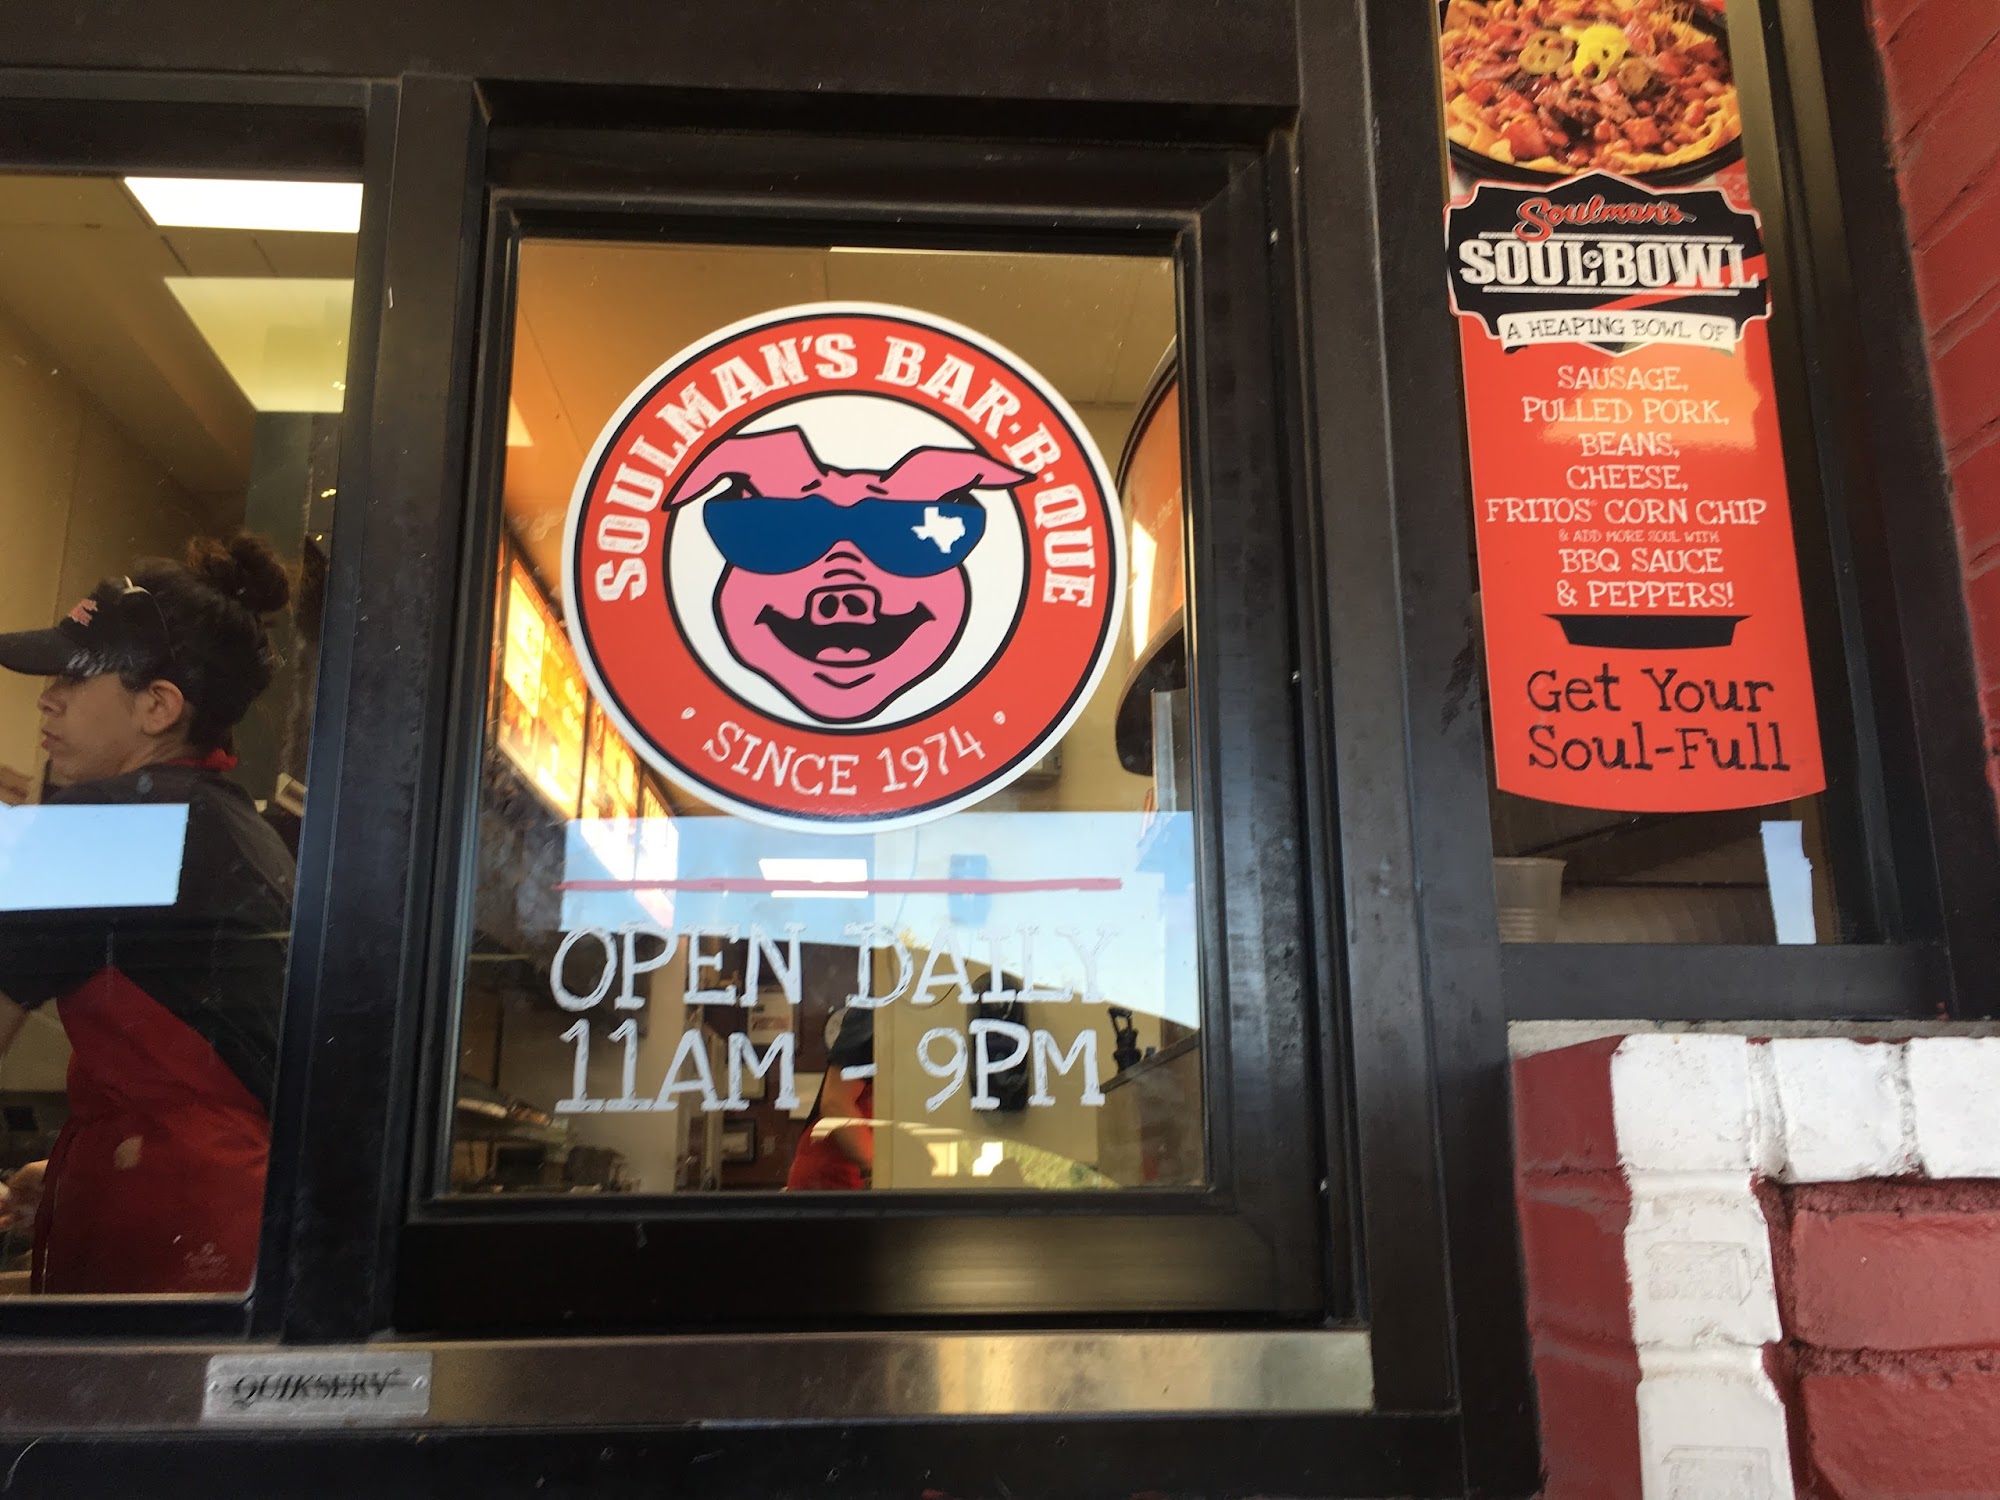 SOULMAN'S BAR-B-QUE
· SINCE 1974 ·
OPEN DAILY
11AM - 9PM
QUIKSERV
Soulman's
SOUL BOWL
A HEAPING BOWL OF
SAUSAGE,
PULLED PORK,
BEANS,
CHEESE,
FRITOS® CORN CHIP
& ADD MORE SOUL WITH
BBQ SAUCE
& PEPPERS!
Get Your
Soul-Full